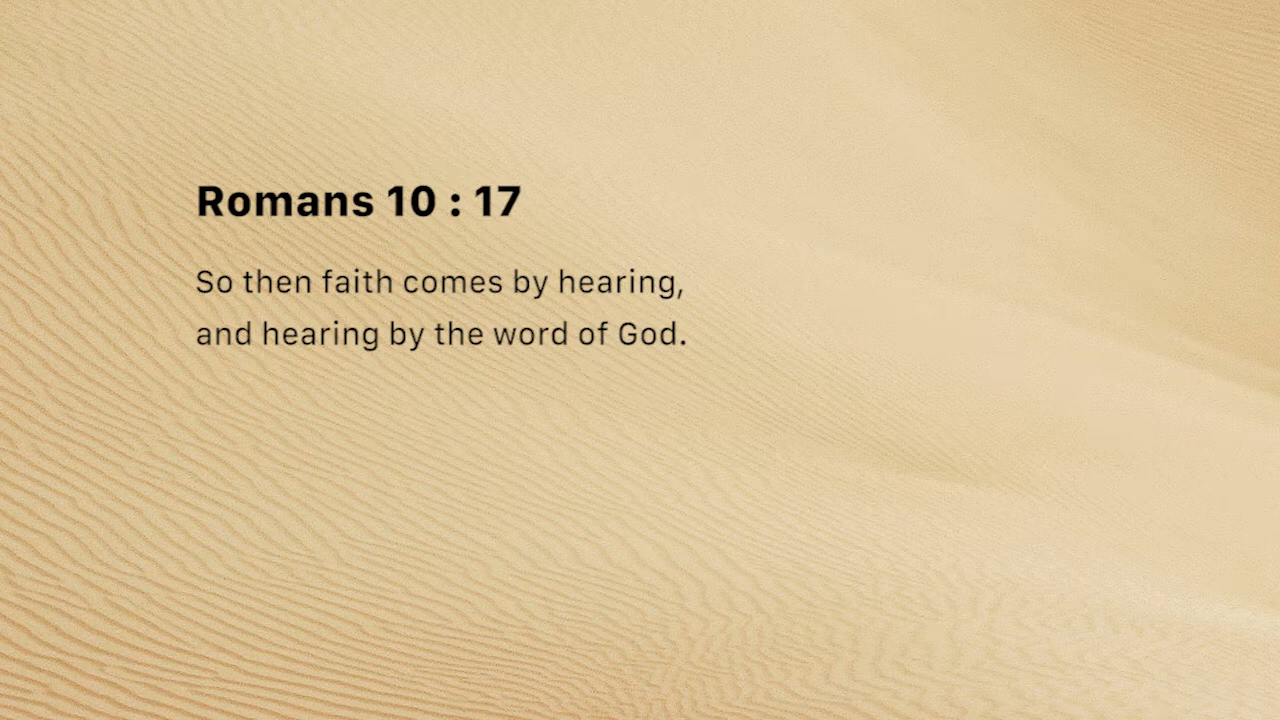 Romans 10 : 17
So then faith comes by hearing,
and hearing by the word of God.